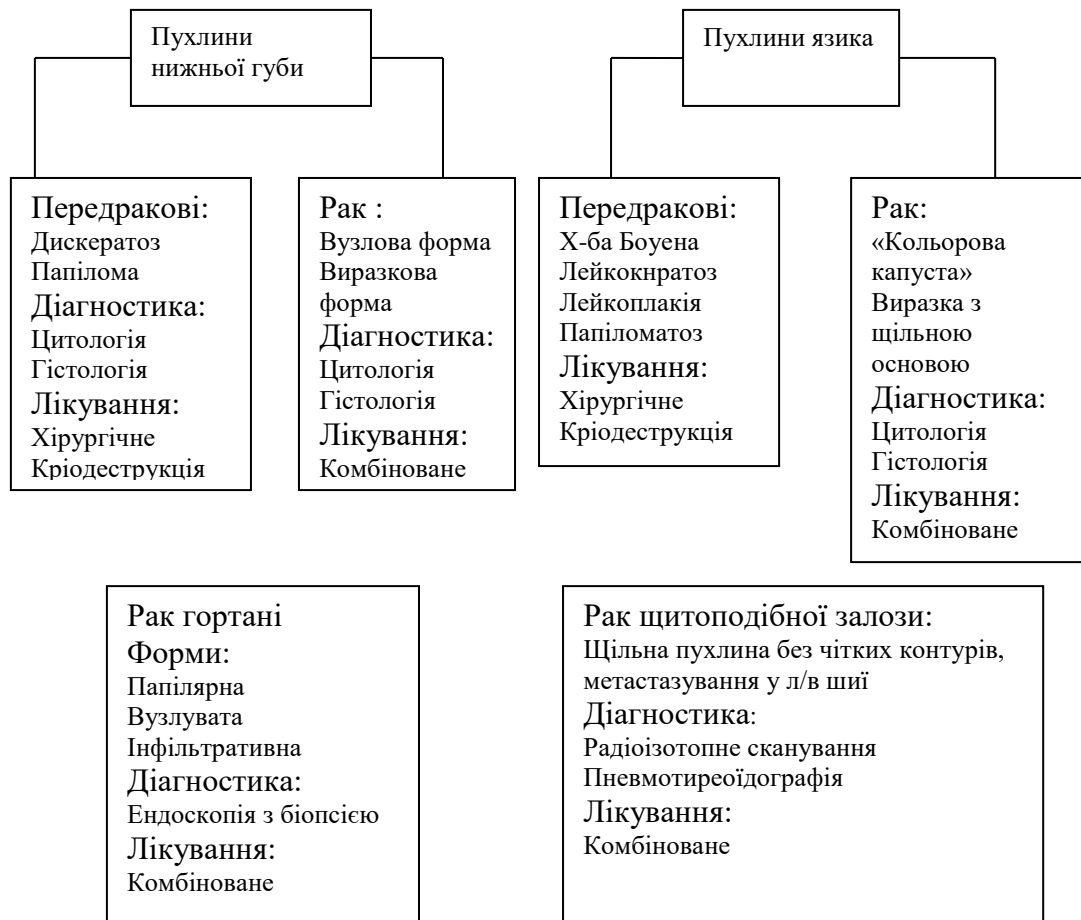 Пухлини
нижньої губи
Пухлини язика
Передракові:
Дискератоз
Папілома
Діагностика:
Цитологія
Гістологія
Лікування:
Хірургічне
Кріодеструкція
Рак :
Вузлова форма
Виразкова
форма
Діагностика:
Цитологія
Гістологія
Лікування:
Комбіноване
Передракові:
Х-ба Боуена
Лейкокнратоз
Лейкоплакія
Папіломатоз
Лікування:
Хірургічне
Кріодеструкція
Рак:
«Кольорова
капуста»
Виразка з
щільною
основою
Діагностика:
Цитологія
Гістологія
Лікування:
Комбіноване
Рак гортані
Форми:
Папілярна
Вузлувата
Інфільтративна
Діагностика:
Ендоскопія з біопсією
Лікування:
Комбіноване
Рак щитоподібної залози:
Щільна пухлина без чітких контурів,
метастазування у л/в шиї
Діагностика:
Радіоізотопне сканування
Пневмотиреоїдографія
Лікування:
Комбіноване